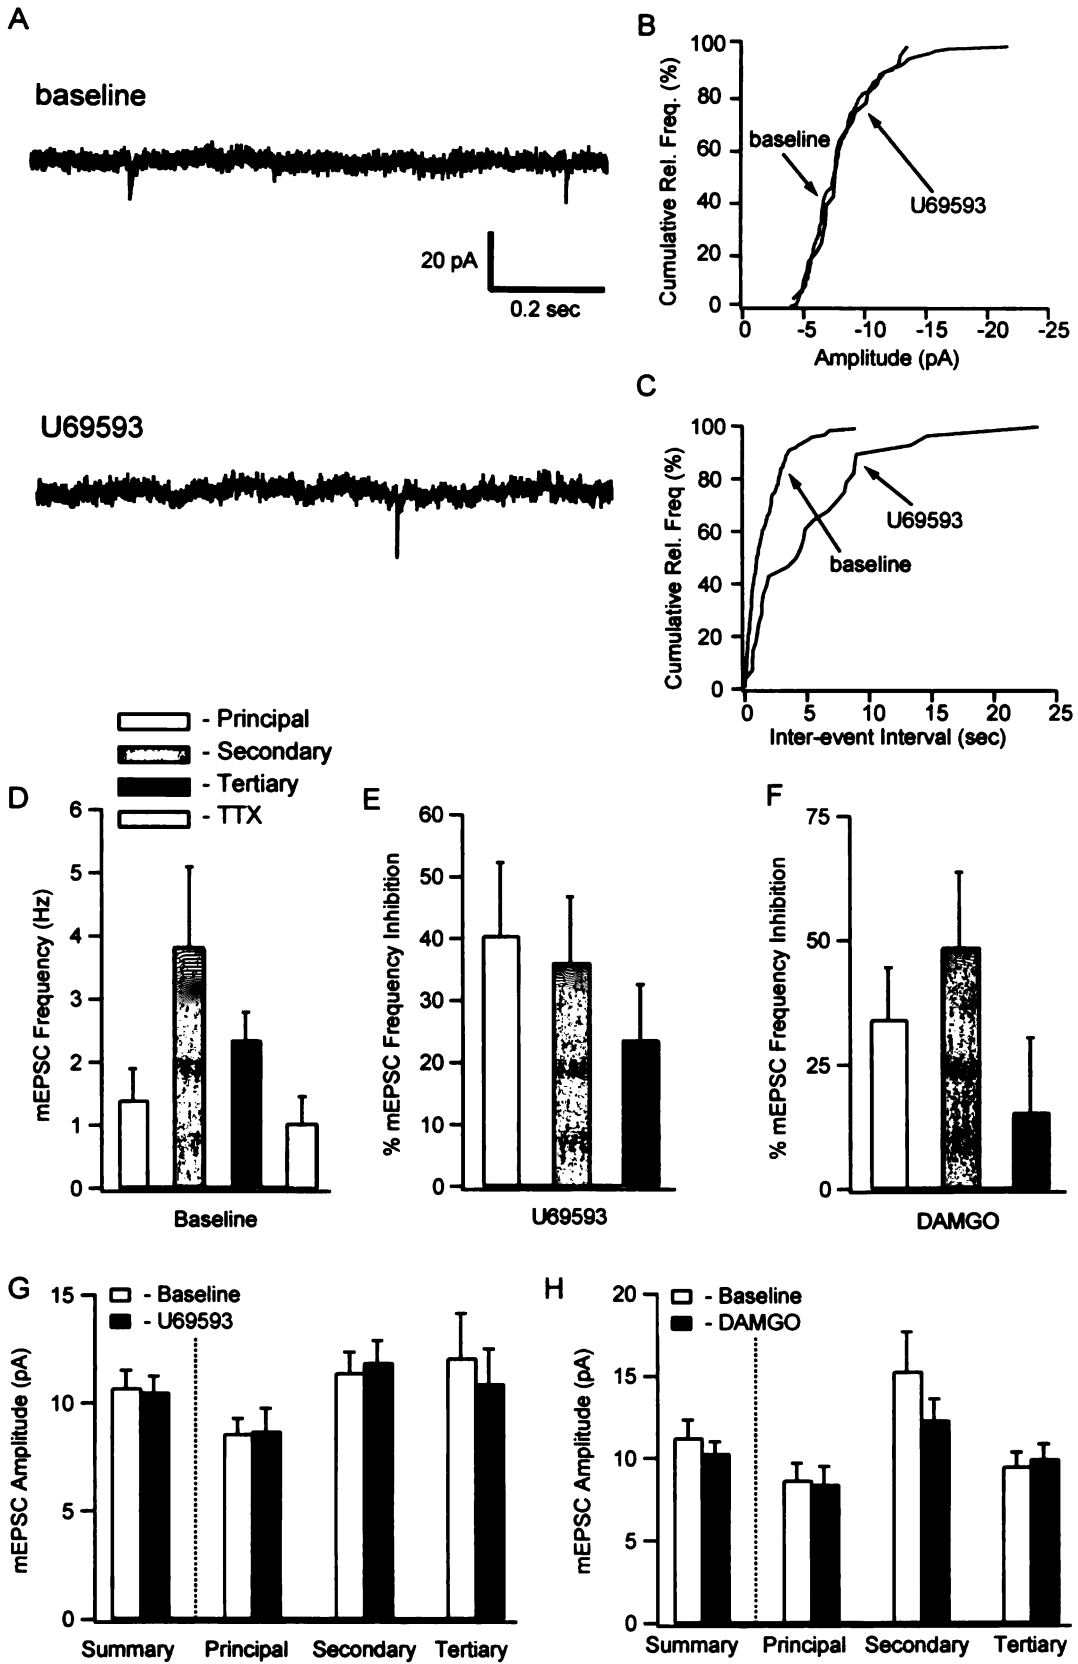 A
baseline
20 pA
0.2 sec
U69593
B
Cumulative Rel. Freq. (%)
100
80
60
40
20
0
baseline
U69593
0 -5 -10 -15 -20 -25
Amplitude (pA)
C
Cumulative Rel. Freq (%)
100
80
60
40
20
0
U69593
baseline
0 5 10 15 20 25
Inter-event Interval (sec)
- Principal
- Secondary
- Tertiary
- TTX
D
mEPSC Frequency (Hz)
6
5
4
3
2
1
0
Baseline
E
% mEPSC Frequency Inhibition
60
50
40
30
20
10
0
U69593
F
% mEPSC Frequency Inhibition
75
50
25
0
DAMGO
G
mEPSC Amplitude (pA)
15
10
5
0
- Baseline
- U69593
Summary Principal Secondary Tertiary
H
mEPSC Amplitude (pA)
20
15
10
5
0
- Baseline
- DAMGO
Summary Principal Secondary Tertiary